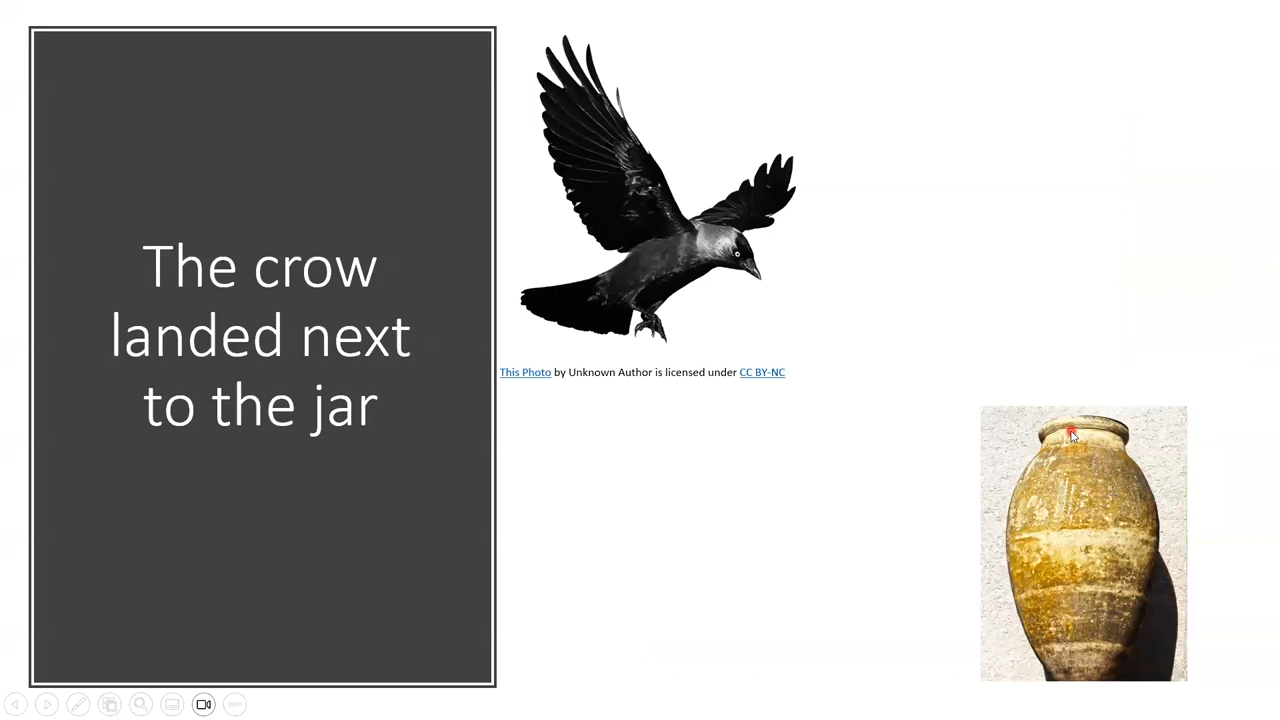 The crow
landed next
to the jar
This Photo by Unknown Author is licensed under CC BY-NC